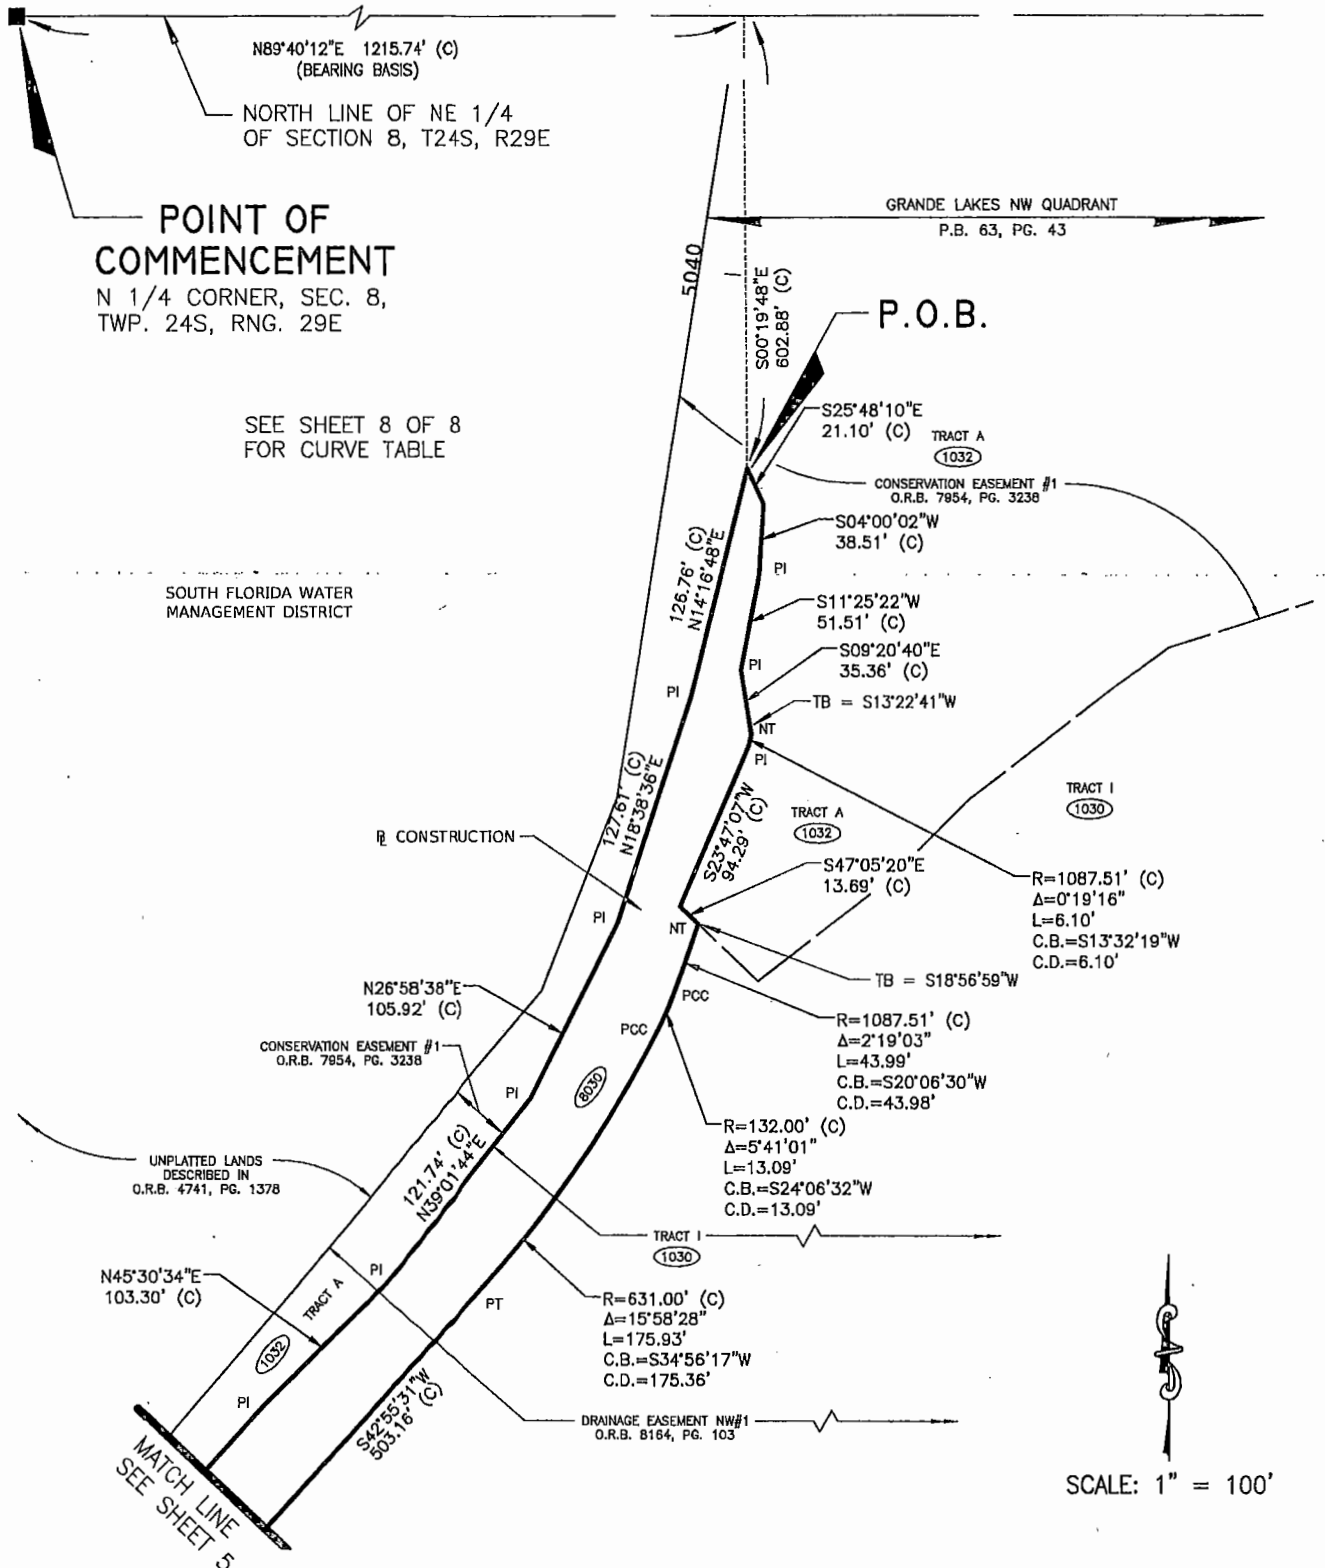 N89°40'12"E 1215.74' (C)
(BEARING BASIS)
NORTH LINE OF NE 1/4
OF SECTION 8, T24S, R29E
POINT OF
COMMENCEMENT
N 1/4 CORNER, SEC. 8,
TWP. 24S, RNG. 29E
GRANDE LAKES NW QUADRANT
P.B. 63, PG. 43
5040
S00°19'48"E
602.88' (C)
P.O.B.
SEE SHEET 8 OF 8
FOR CURVE TABLE
S25°48'10"E
21.10' (C)
TRACT A
1032
CONSERVATION EASEMENT #1
O.R.B. 7954, PG. 3238
S04°00'02"W
38.51' (C)
PI
SOUTH FLORIDA WATER
MANAGEMENT DISTRICT
126.76' (C)
N14°16'48"E
S11°25'22"W
51.51' (C)
S09°20'40"E
35.36' (C)
PI
PI
TB = S13°22'41"W
NT
PI
127.61' (C)
N18°38'36"E
S23°47'07"W
94.29' (C)
TRACT A
1032
TRACT I
1030
℄ CONSTRUCTION
S47°05'20"E
13.69' (C)
R=1087.51' (C)
Δ=0°19'16"
L=6.10'
C.B.=S13°32'19"W
C.D.=6.10'
PI
NT
TB = S18°56'59"W
N26°58'38"E
105.92' (C)
PCC
PCC
R=1087.51' (C)
Δ=2°19'03"
L=43.99'
C.B.=S20°06'30"W
C.D.=43.98'
CONSERVATION EASEMENT #1
O.R.B. 7954, PG. 3238
PI
8030
R=132.00' (C)
Δ=5°41'01"
L=13.09'
C.B.=S24°06'32"W
C.D.=13.09'
UNPLATTED LANDS
DESCRIBED IN
O.R.B. 4741, PG. 1378
121.74' (C)
N39°01'44"E
TRACT I
1030
N45°30'34"E
103.30' (C)
PI
TRACT A
1032
PT
R=631.00' (C)
Δ=15°58'28"
L=175.93'
C.B.=S34°56'17"W
C.D.=175.36'
PI
S42°55'31"W
503.16' (C)
DRAINAGE EASEMENT NW#1
O.R.B. 8164, PG. 103
MATCH LINE
SEE SHEET 5
SCALE: 1" = 100'